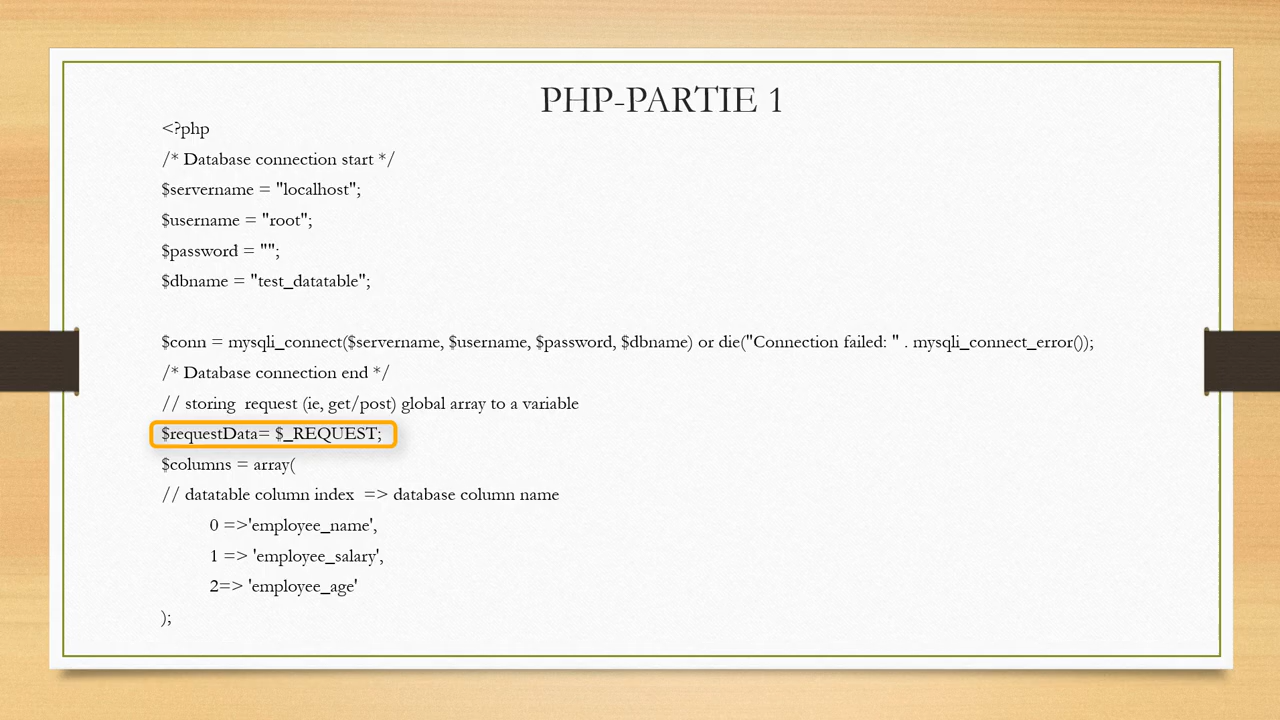 PHP-PARTIE 1
<?php
/* Database connection start */
$servername = "localhost";
$username = "root";
$password = "";
$dbname = "test_datatable";
$conn = mysqli_connect($servername, $username, $password, $dbname) or die("Connection failed: " . mysqli_connect_error());
/* Database connection end */
// storing  request (ie, get/post) global array to a variable
$requestData= $_REQUEST;
$columns = array(
// datatable column index  => database column name
0 =>'employee_name',
1 => 'employee_salary',
2=> 'employee_age'
);